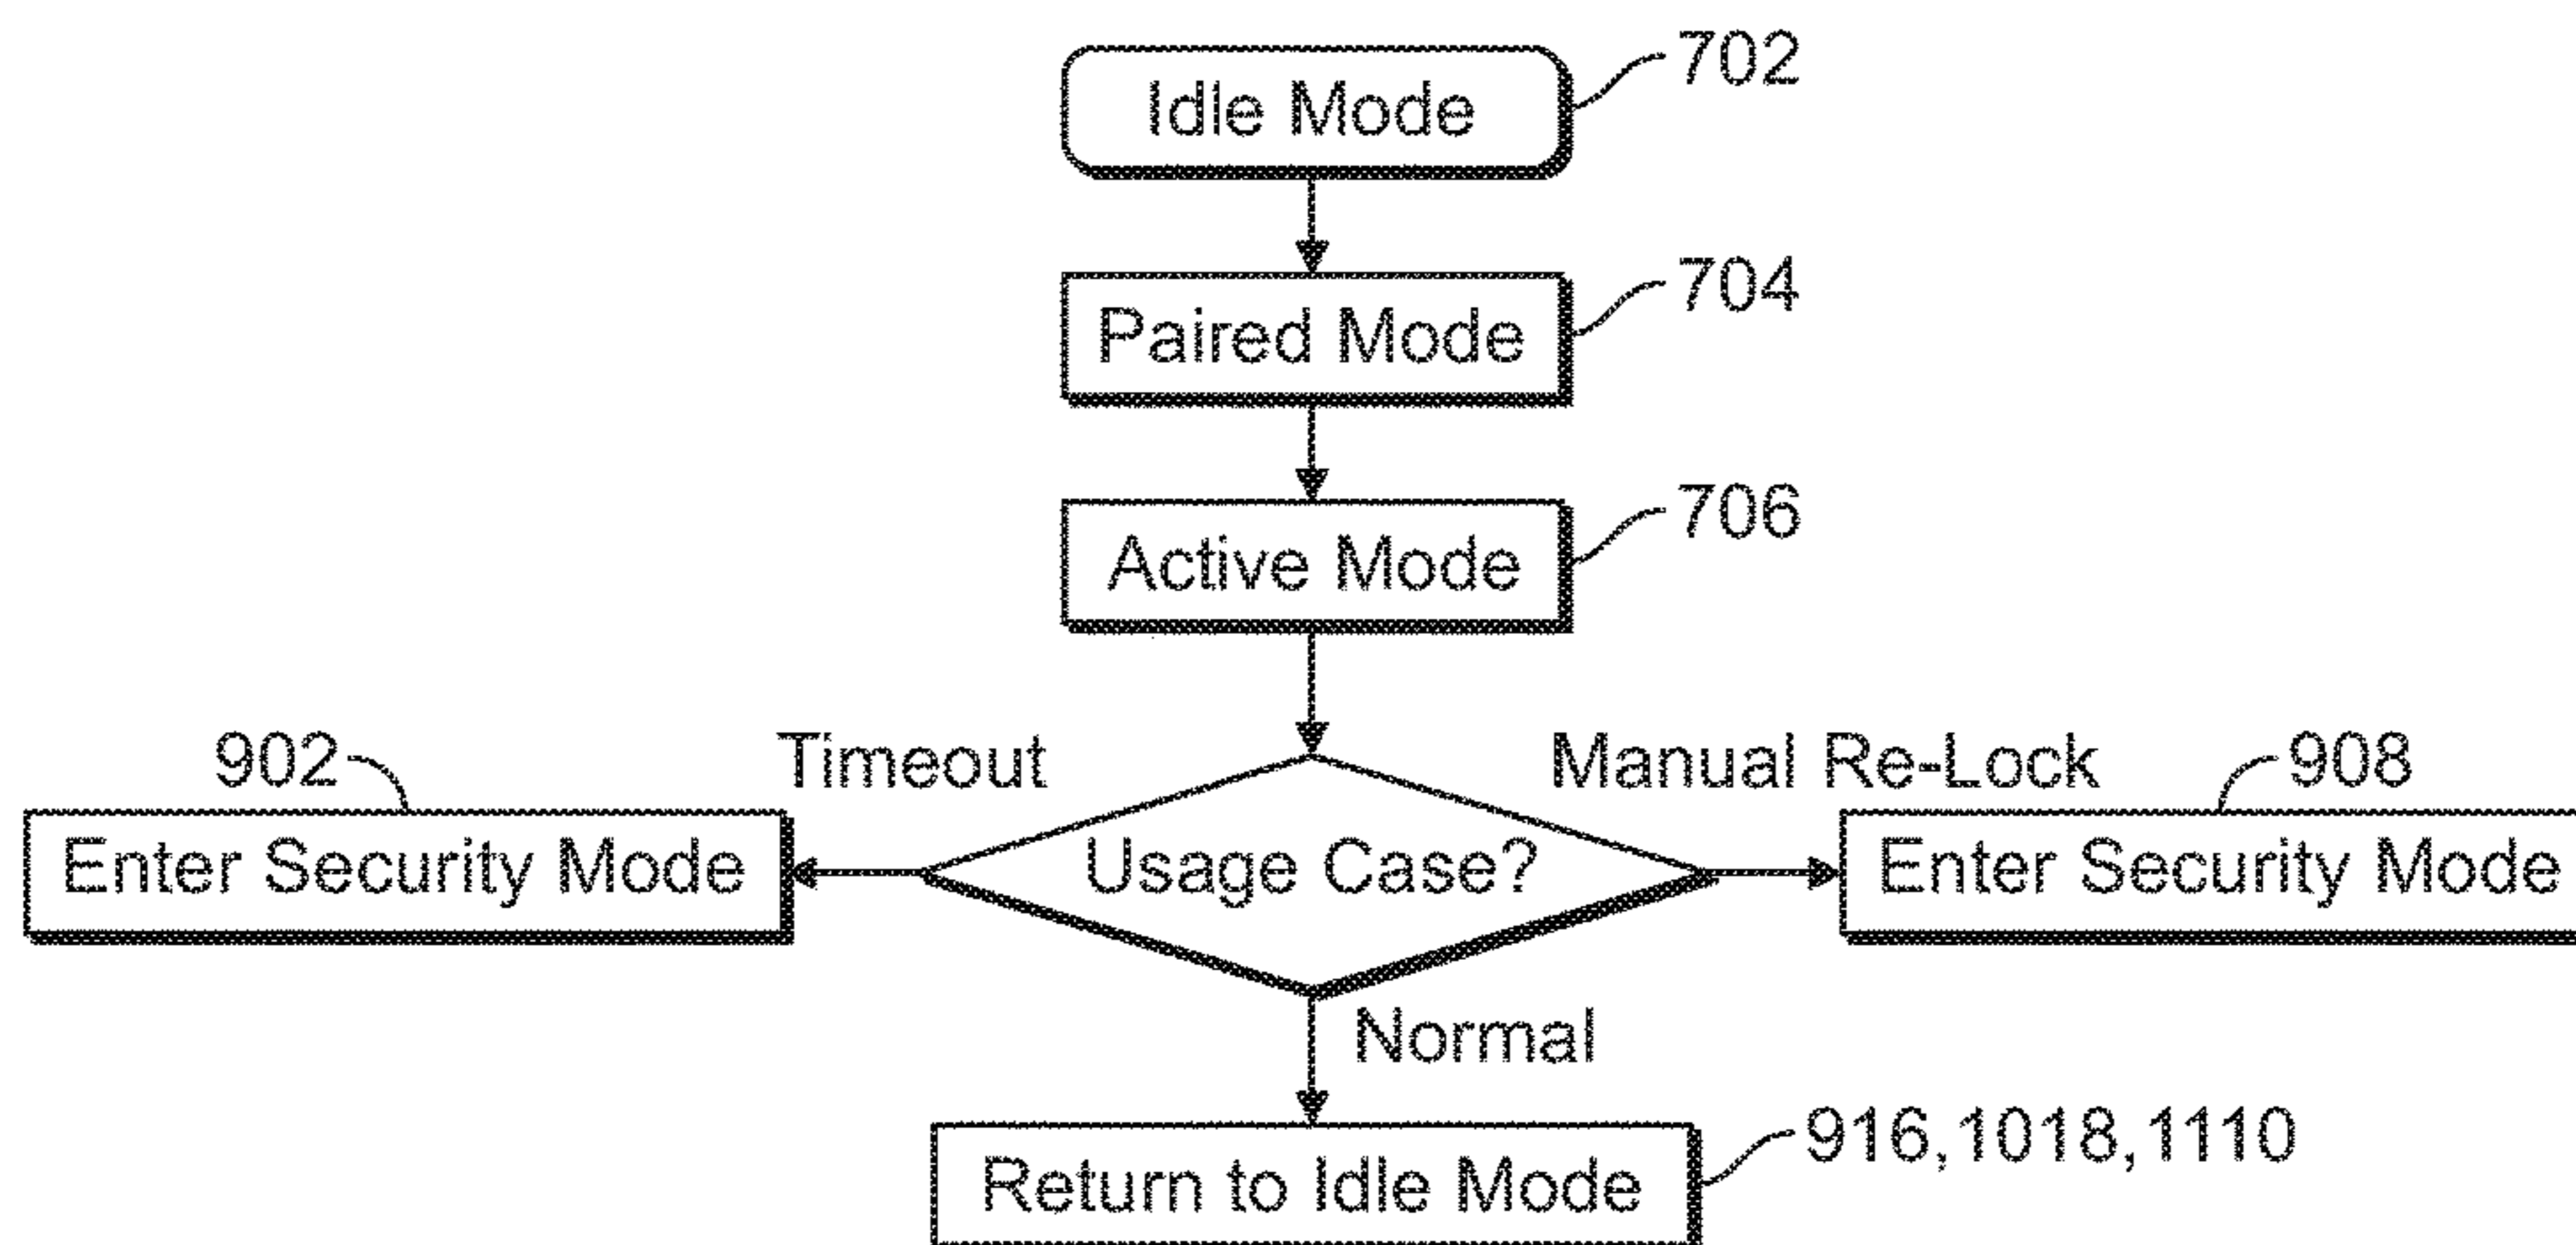 Idle Mode
702
Paired Mode
704
Active Mode
706
902
Timeout
Manual Re-Lock
908
Enter Security Mode
Usage Case?
Enter Security Mode
Normal
Return to Idle Mode
916,1018,1110